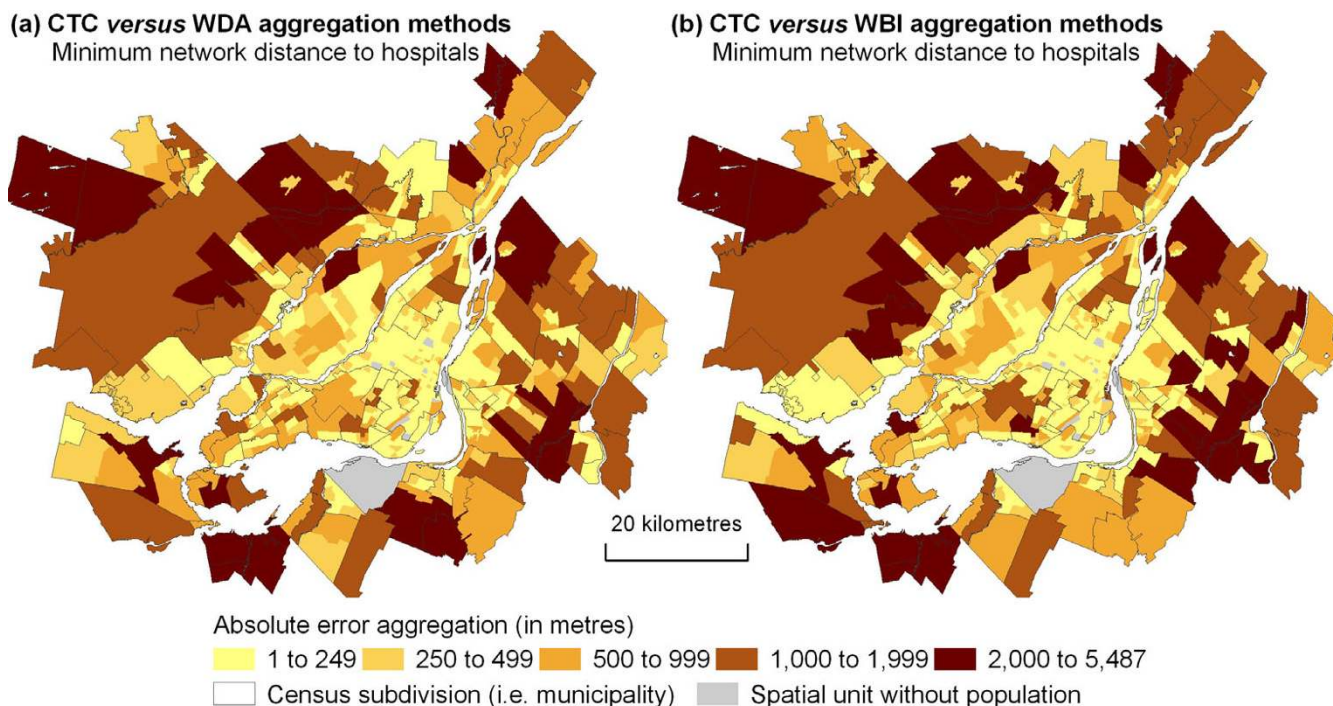 (a) CTC versus WDA aggregation methods
Minimum network distance to hospitals
(b) CTC versus WBI aggregation methods
Minimum network distance to hospitals
20 kilometres
Absolute error aggregation (in metres)
1 to 249 250 to 499 500 to 999 1,000 to 1,999 2,000 to 5,487
Census subdivision (i.e. municipality) Spatial unit without population